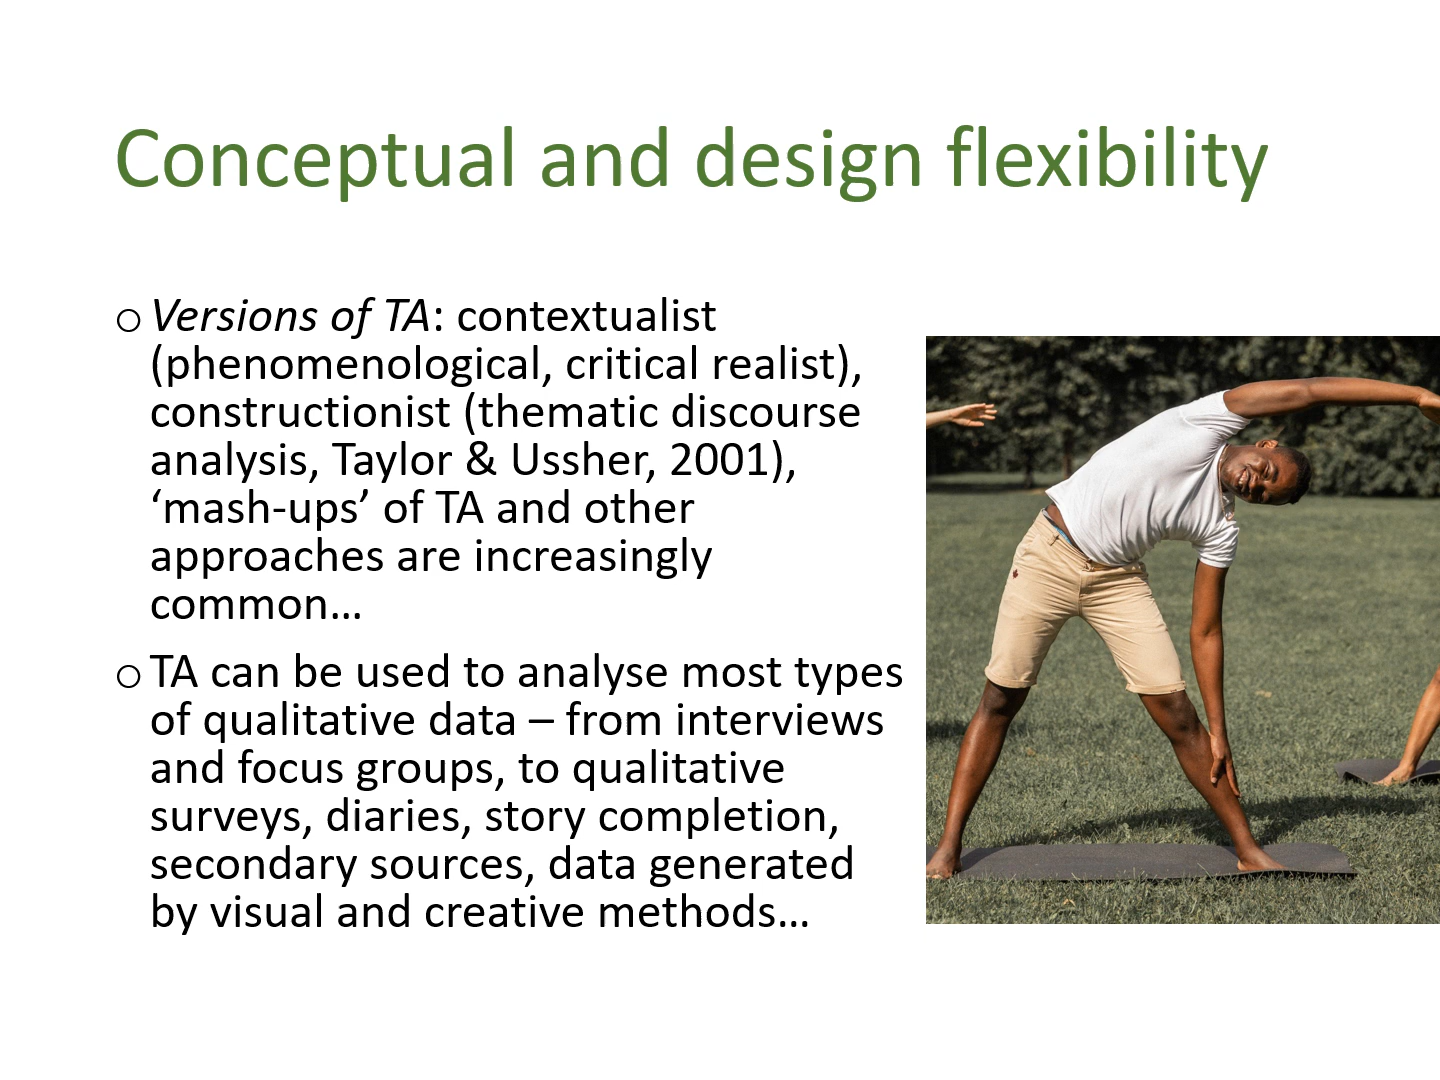 Conceptual and design flexibility
○ Versions of TA: contextualist
(phenomenological, critical realist),
constructionist (thematic discourse
analysis, Taylor & Ussher, 2001),
‘mash-ups’ of TA and other
approaches are increasingly
common…
○ TA can be used to analyse most types
of qualitative data – from interviews
and focus groups, to qualitative
surveys, diaries, story completion,
secondary sources, data generated
by visual and creative methods…